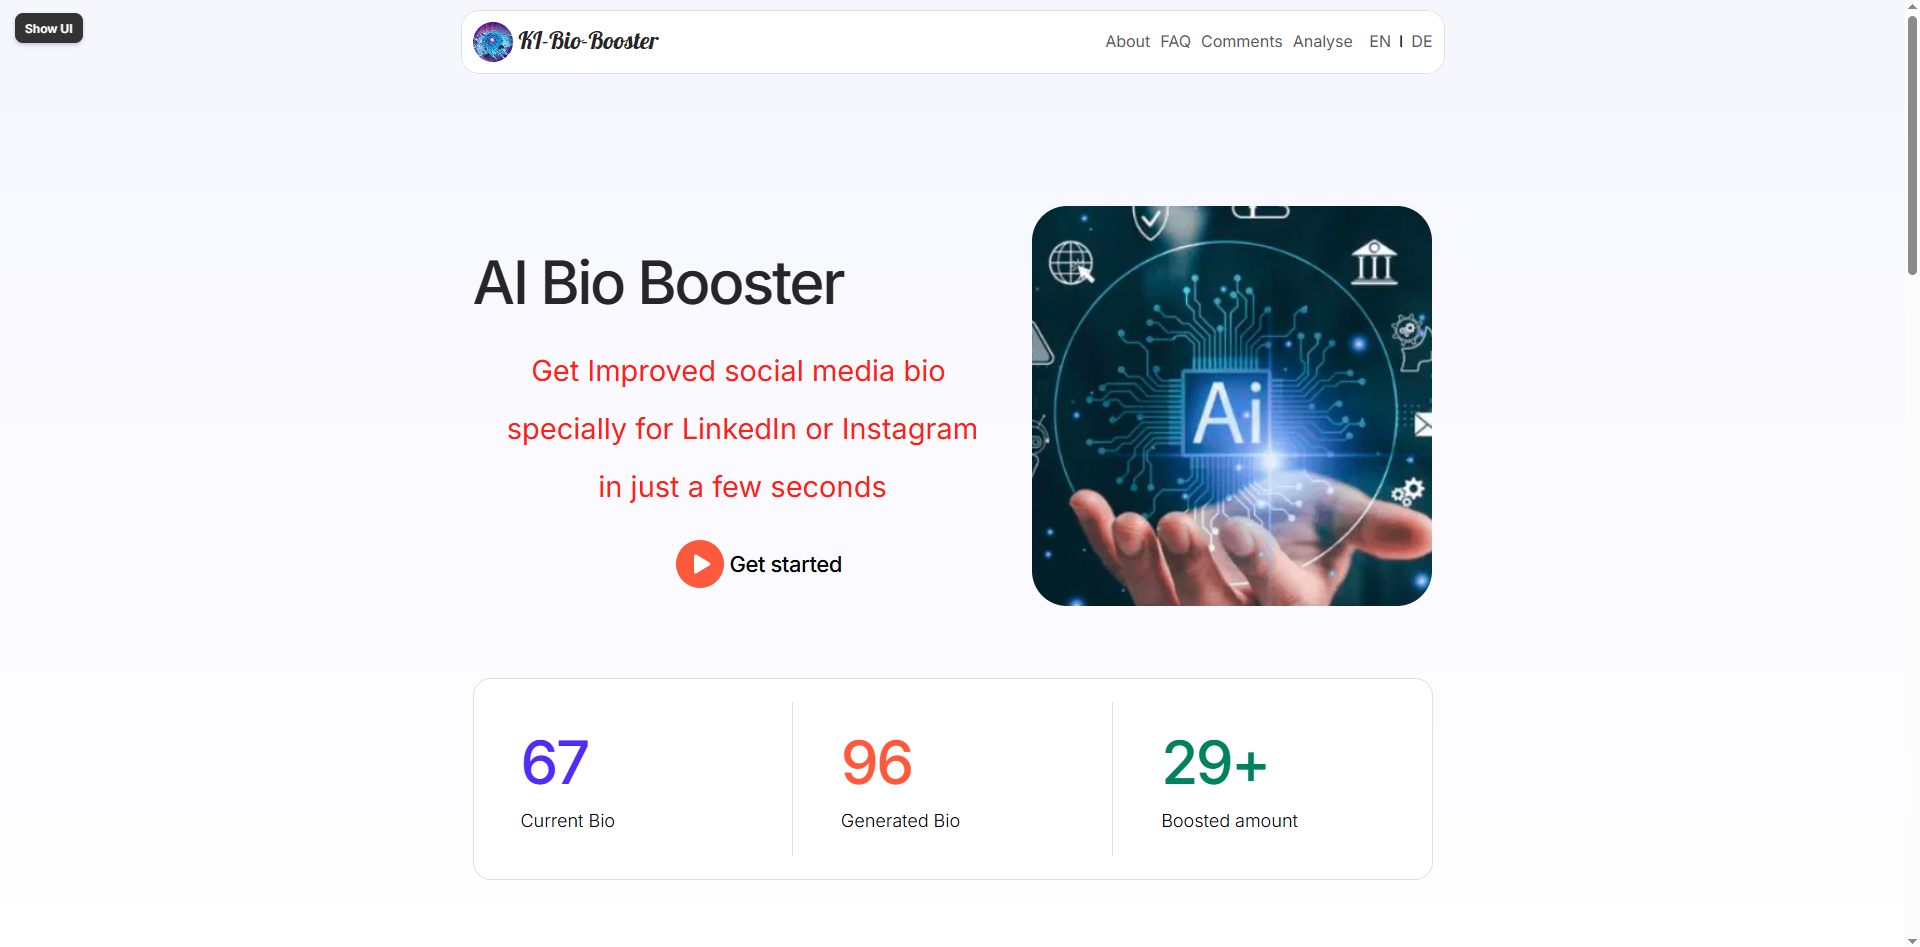 Show UI
KI-Bio-Booster
About FAQ Comments Analyse EN | DE
AI Bio Booster
Get Improved social media bio
specially for LinkedIn or Instagram
in just a few seconds
Get started
Ai
67
Current Bio
96
Generated Bio
29+
Boosted amount